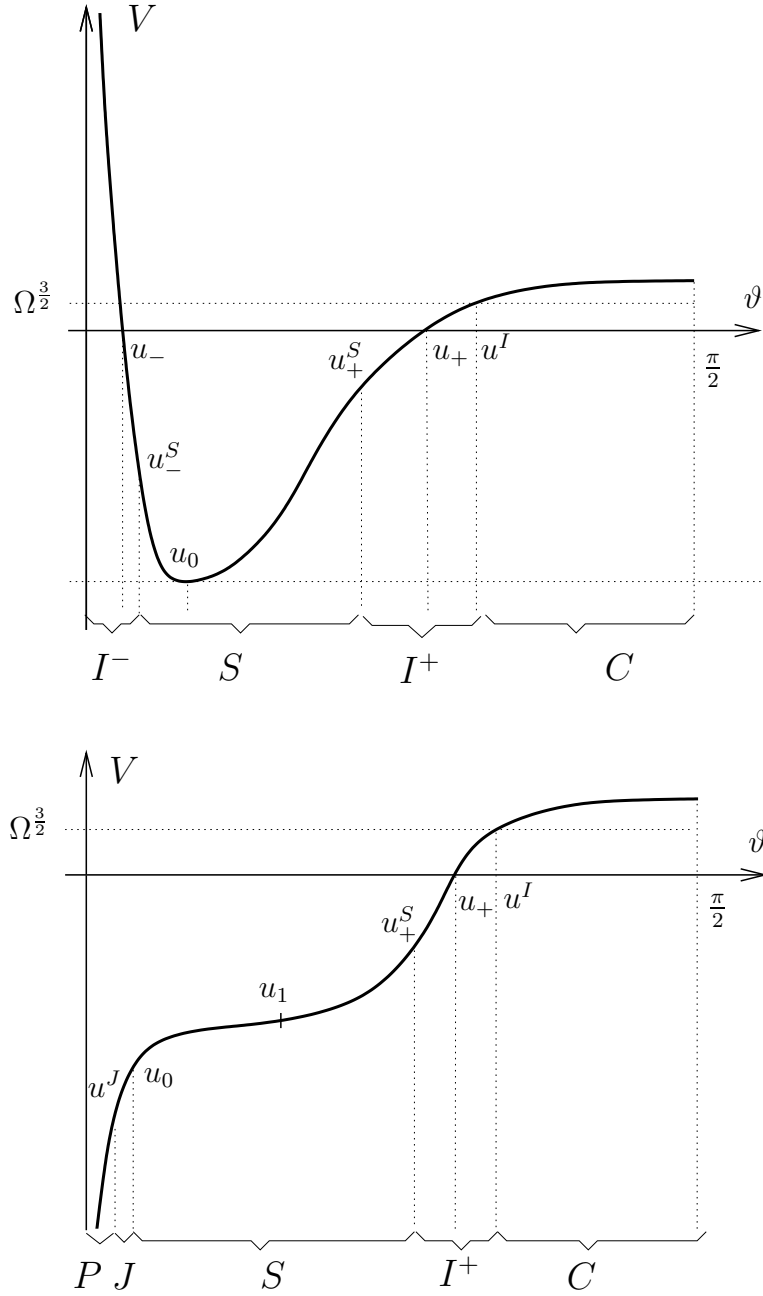 V
Ω^{3/2}
ϑ
u_−
u_+^S
u_+
u^I
π/2
u_−^S
u_0
I^−
S
I^+
C
V
Ω^{3/2}
ϑ
u_+^S
u_+
u^I
π/2
u_1
u^J
u_0
P
J
S
I^+
C